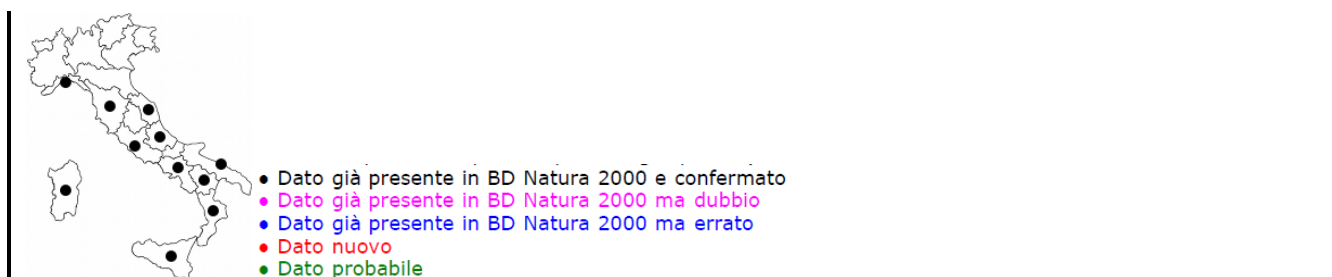 ● Dato già presente in BD Natura 2000 e confermato
● Dato già presente in BD Natura 2000 ma dubbio
● Dato già presente in BD Natura 2000 ma errato
● Dato nuovo
● Dato probabile